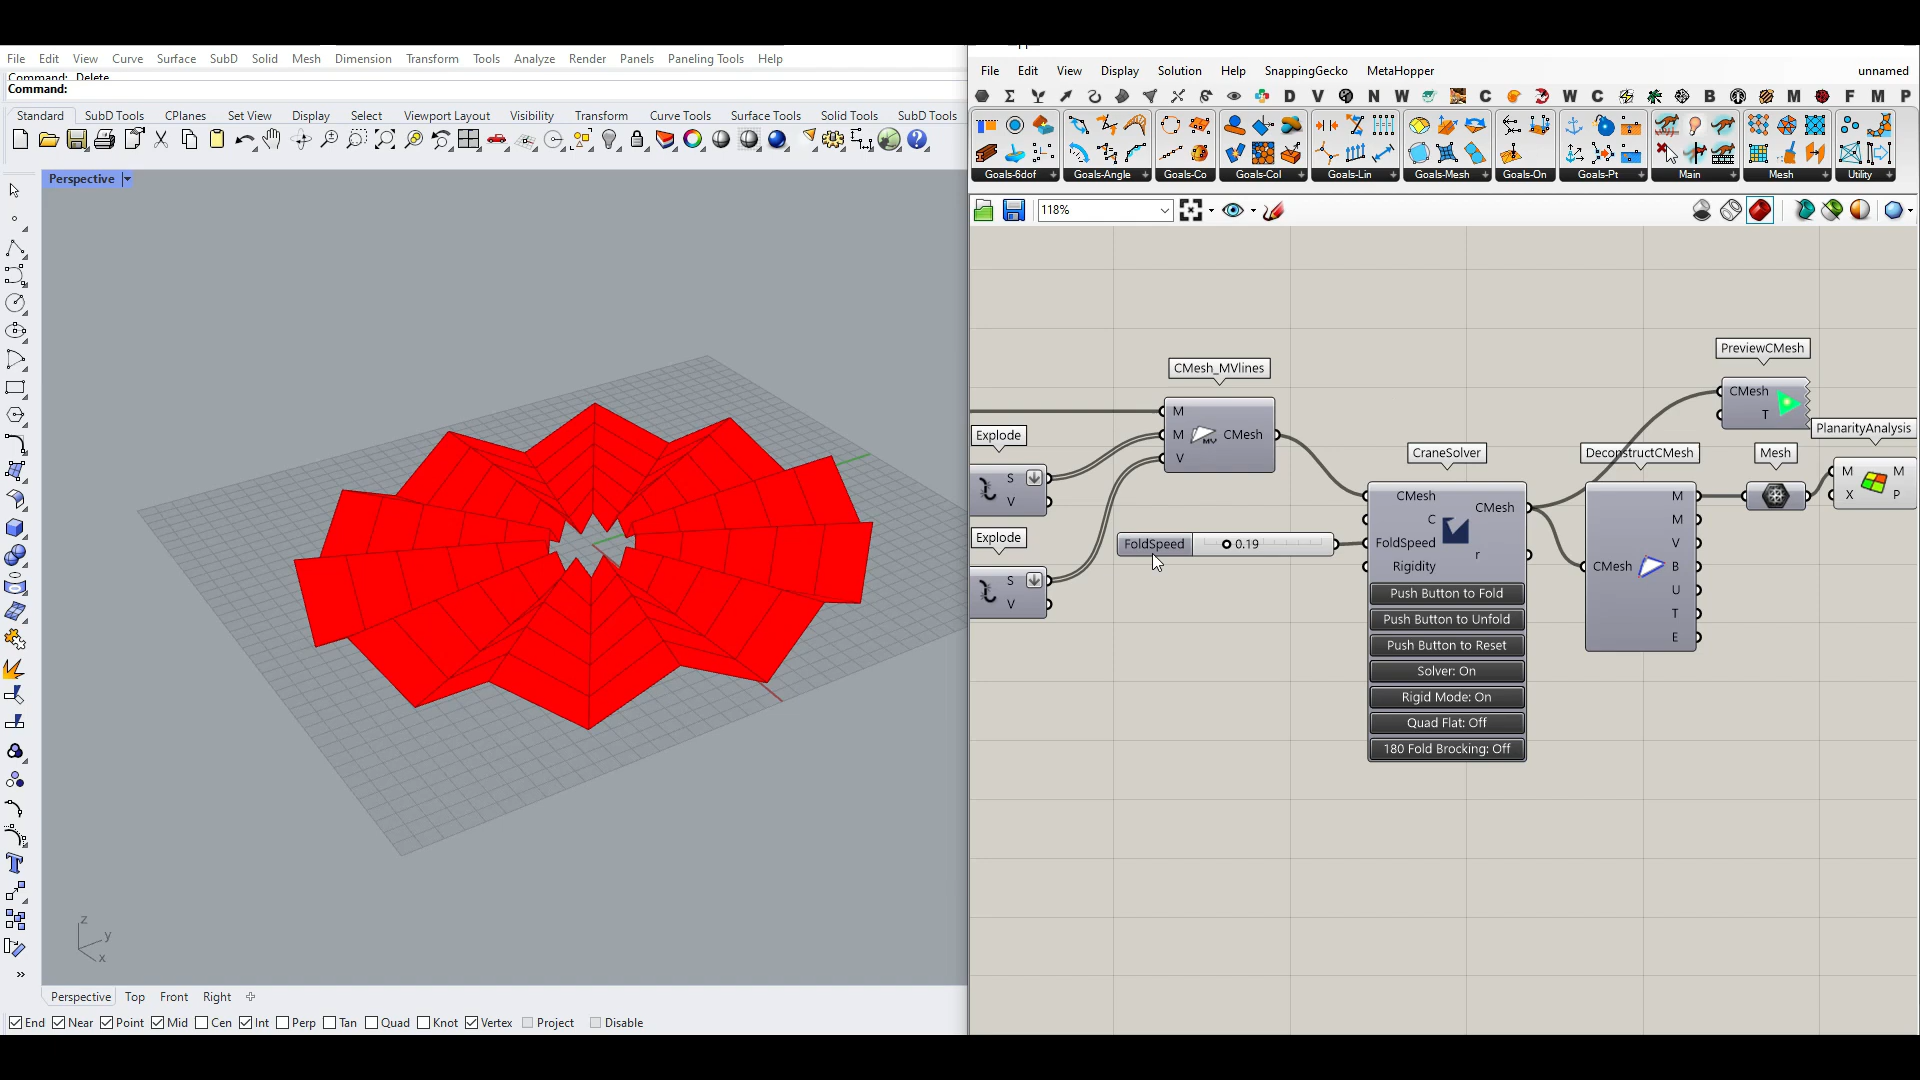 File Edit View Curve Surface SubD Solid Mesh Dimension Transform Tools Analyze Render Panels Paneling Tools Help
Command: Delete
Command:
Standard SubD Tools CPlanes Set View Display Select Viewport Layout Visibility Transform Curve Tools Surface Tools Solid Tools SubD Tools
Perspective
z
y
x
Perspective Top Front Right
End Near Point Mid Cen Int Perp Tan Quad Knot Vertex Project Disable
File Edit View Display Solution Help SnappingGecko MetaHopper unnamed
D V N W C W C B M F M P
Goals-6dof Goals-Angle Goals-Co Goals-Col Goals-Lin Goals-Mesh Goals-On Goals-Pt Main Mesh Utility
118%
PreviewCMesh
CMesh
T
CMesh_MVlines
M
M
V
MV
CMesh
Explode
S
V
Explode
S
V
FoldSpeed 0.19
CraneSolver
CMesh
C
FoldSpeed
Rigidity
CMesh
r
Push Button to Fold
Push Button to Unfold
Push Button to Reset
Solver: On
Rigid Mode: On
Quad Flat: Off
180 Fold Brocking: Off
DeconstructCMesh
CMesh
M
M
V
B
U
T
E
Mesh
PlanarityAnalysis
M
X
M
P